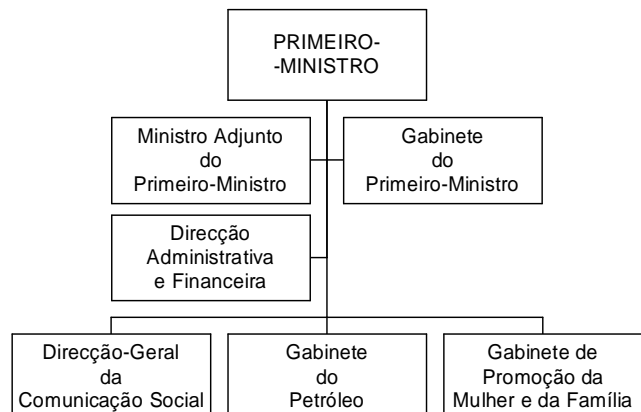 PRIMEIRO-
-MINISTRO
Ministro Adjunto
do
Primeiro-Ministro
Gabinete
do
Primeiro-Ministro
Direcção
Administrativa
e Financeira
Direcção-Geral
da
Comunicação Social
Gabinete
do
Petróleo
Gabinete de
Promoção da
Mulher e da Família